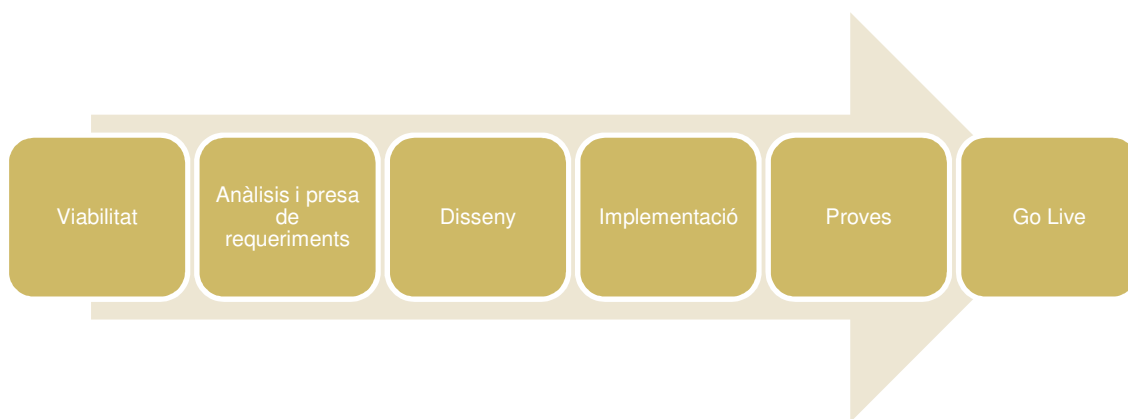 Viabilitat
Anàlisis i presa
de
requeriments
Disseny
Implementació
Proves
Go Live